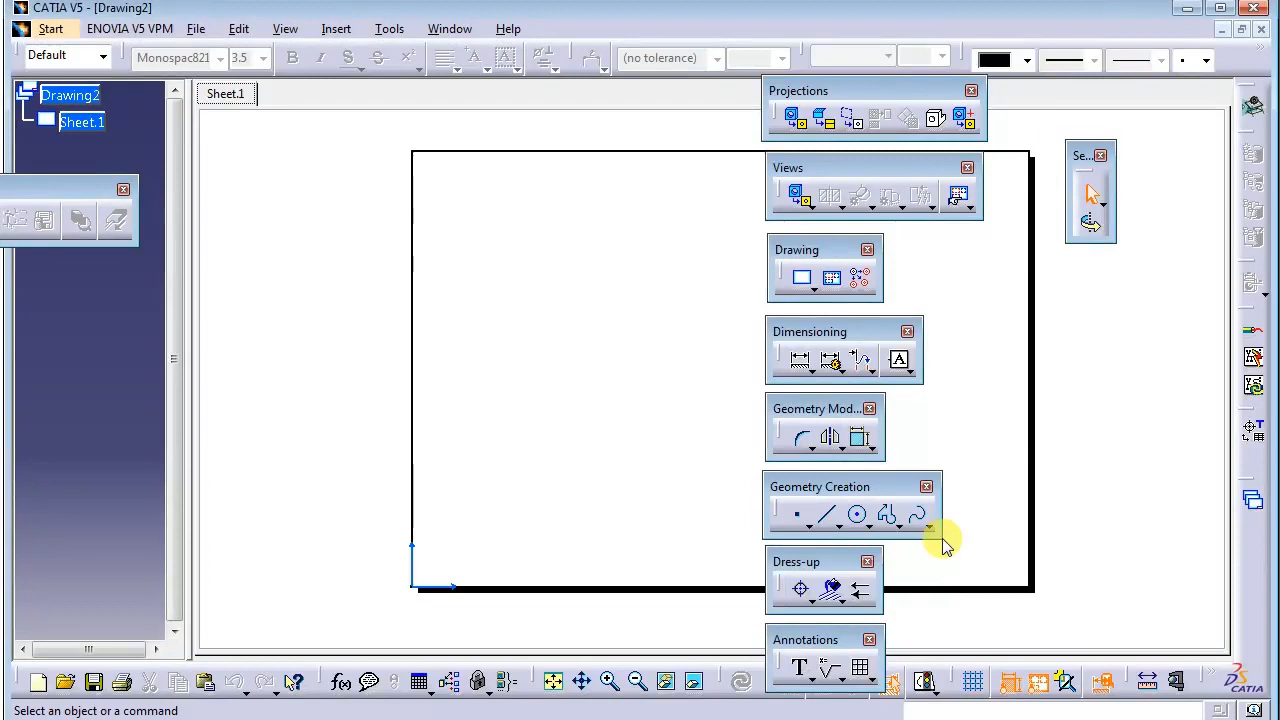 CATIA V5 - [Drawing2]
Start ENOVIA V5 VPM File Edit View Insert Tools Window Help
Default Monospac821 3.5 S S (no tolerance)
Drawing2
Sheet.1
Sheet.1
Projections
Se...
Views
Drawing
Dimensioning
A
Geometry Mod...
Geometry Creation
Dress-up
Annotations
T
f(x)
CATIA
Select an object or a command